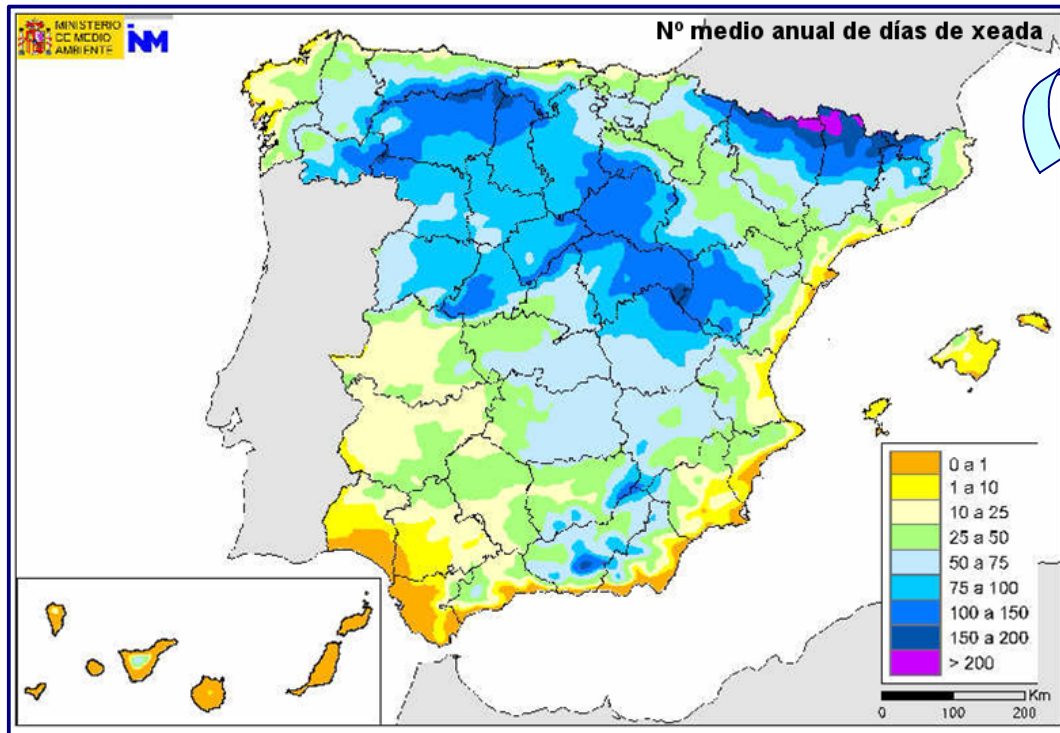 MINISTERIO
DE MEDIO
AMBIENTE
INM
Nº medio anual de días de xeada
0 a 1
1 a 10
10 a 25
25 a 50
50 a 75
75 a 100
100 a 150
150 a 200
> 200
Km
0 100 200